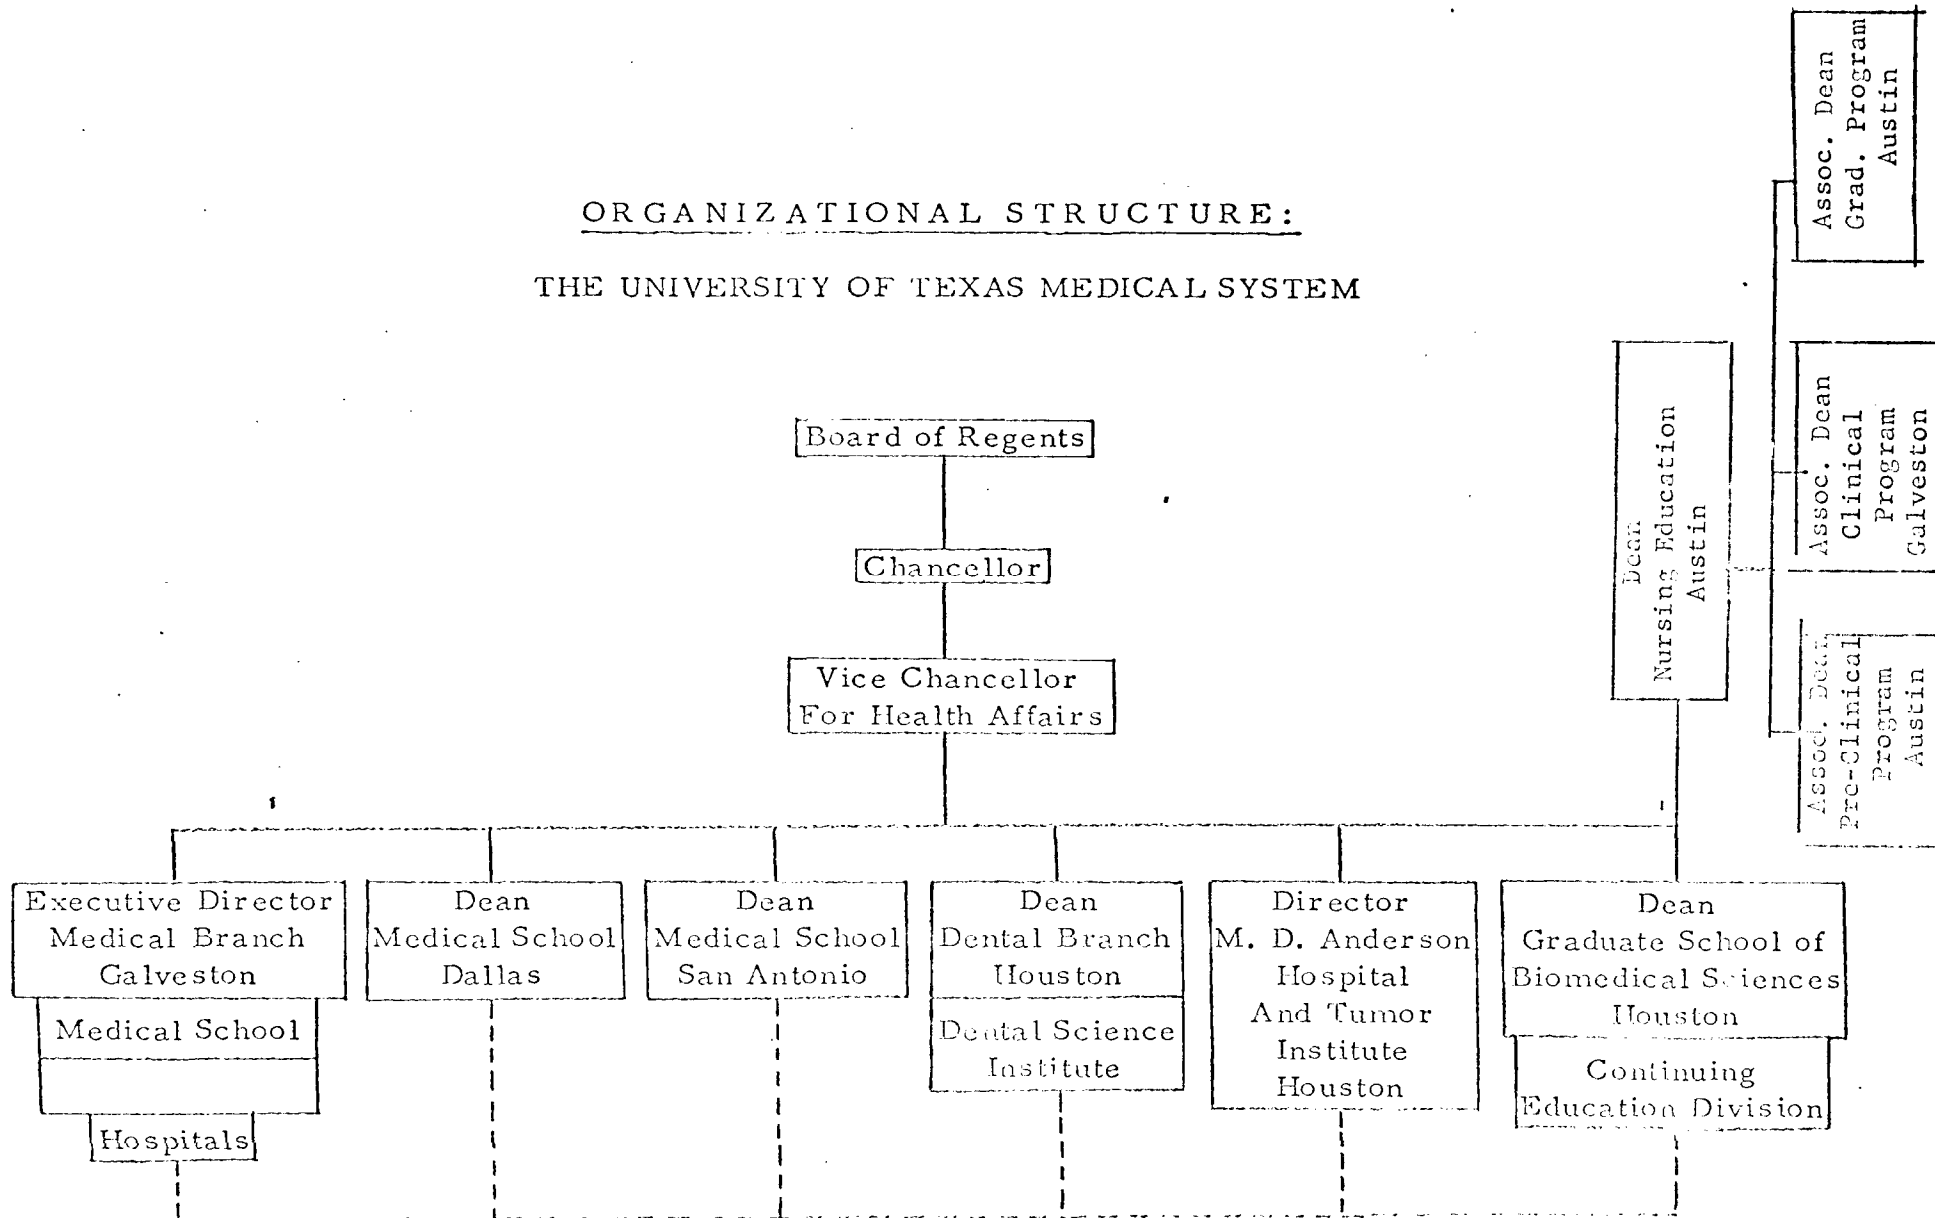 ORGANIZATIONAL STRUCTURE:
THE UNIVERSITY OF TEXAS MEDICAL SYSTEM
Board of Regents
Chancellor
Vice Chancellor
For Health Affairs
Dean
Nursing Education
Austin
Assoc. Dean
Grad. Program
Austin
Assoc. Dean
Clinical
Program
Galveston
Assoc. Dean
Pre-Clinical
Program
Austin
Executive Director
Medical Branch
Galveston
Medical School
Hospitals
Dean
Medical School
Dallas
Dean
Medical School
San Antonio
Dean
Dental Branch
Houston
Dental Science
Institute
Director
M. D. Anderson
Hospital
And Tumor
Institute
Houston
Dean
Graduate School of
Biomedical Sciences
Houston
Continuing
Education Division